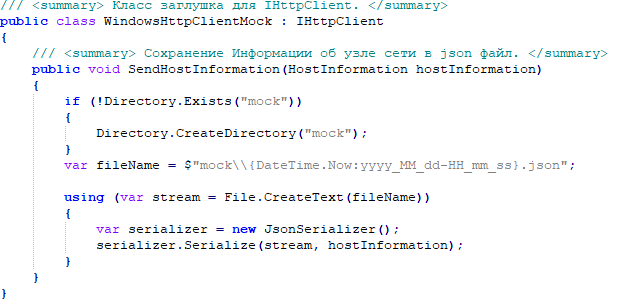 /// <summary> Класс заглушка для IHttpClient. </summary>
public class WindowsHttpClientMock : IHttpClient
{
    /// <summary> Сохранение Информации об узле сети в json файл. </summary>
    public void SendHostInformation(HostInformation hostInformation)
    {
        if (!Directory.Exists("mock"))
        {
            Directory.CreateDirectory("mock");
        }
        var fileName = $"mock\\{DateTime.Now:yyyy_MM_dd-HH_mm_ss}.json";

        using (var stream = File.CreateText(fileName))
        {
            var serializer = new JsonSerializer();
            serializer.Serialize(stream, hostInformation);
        }
    }
}